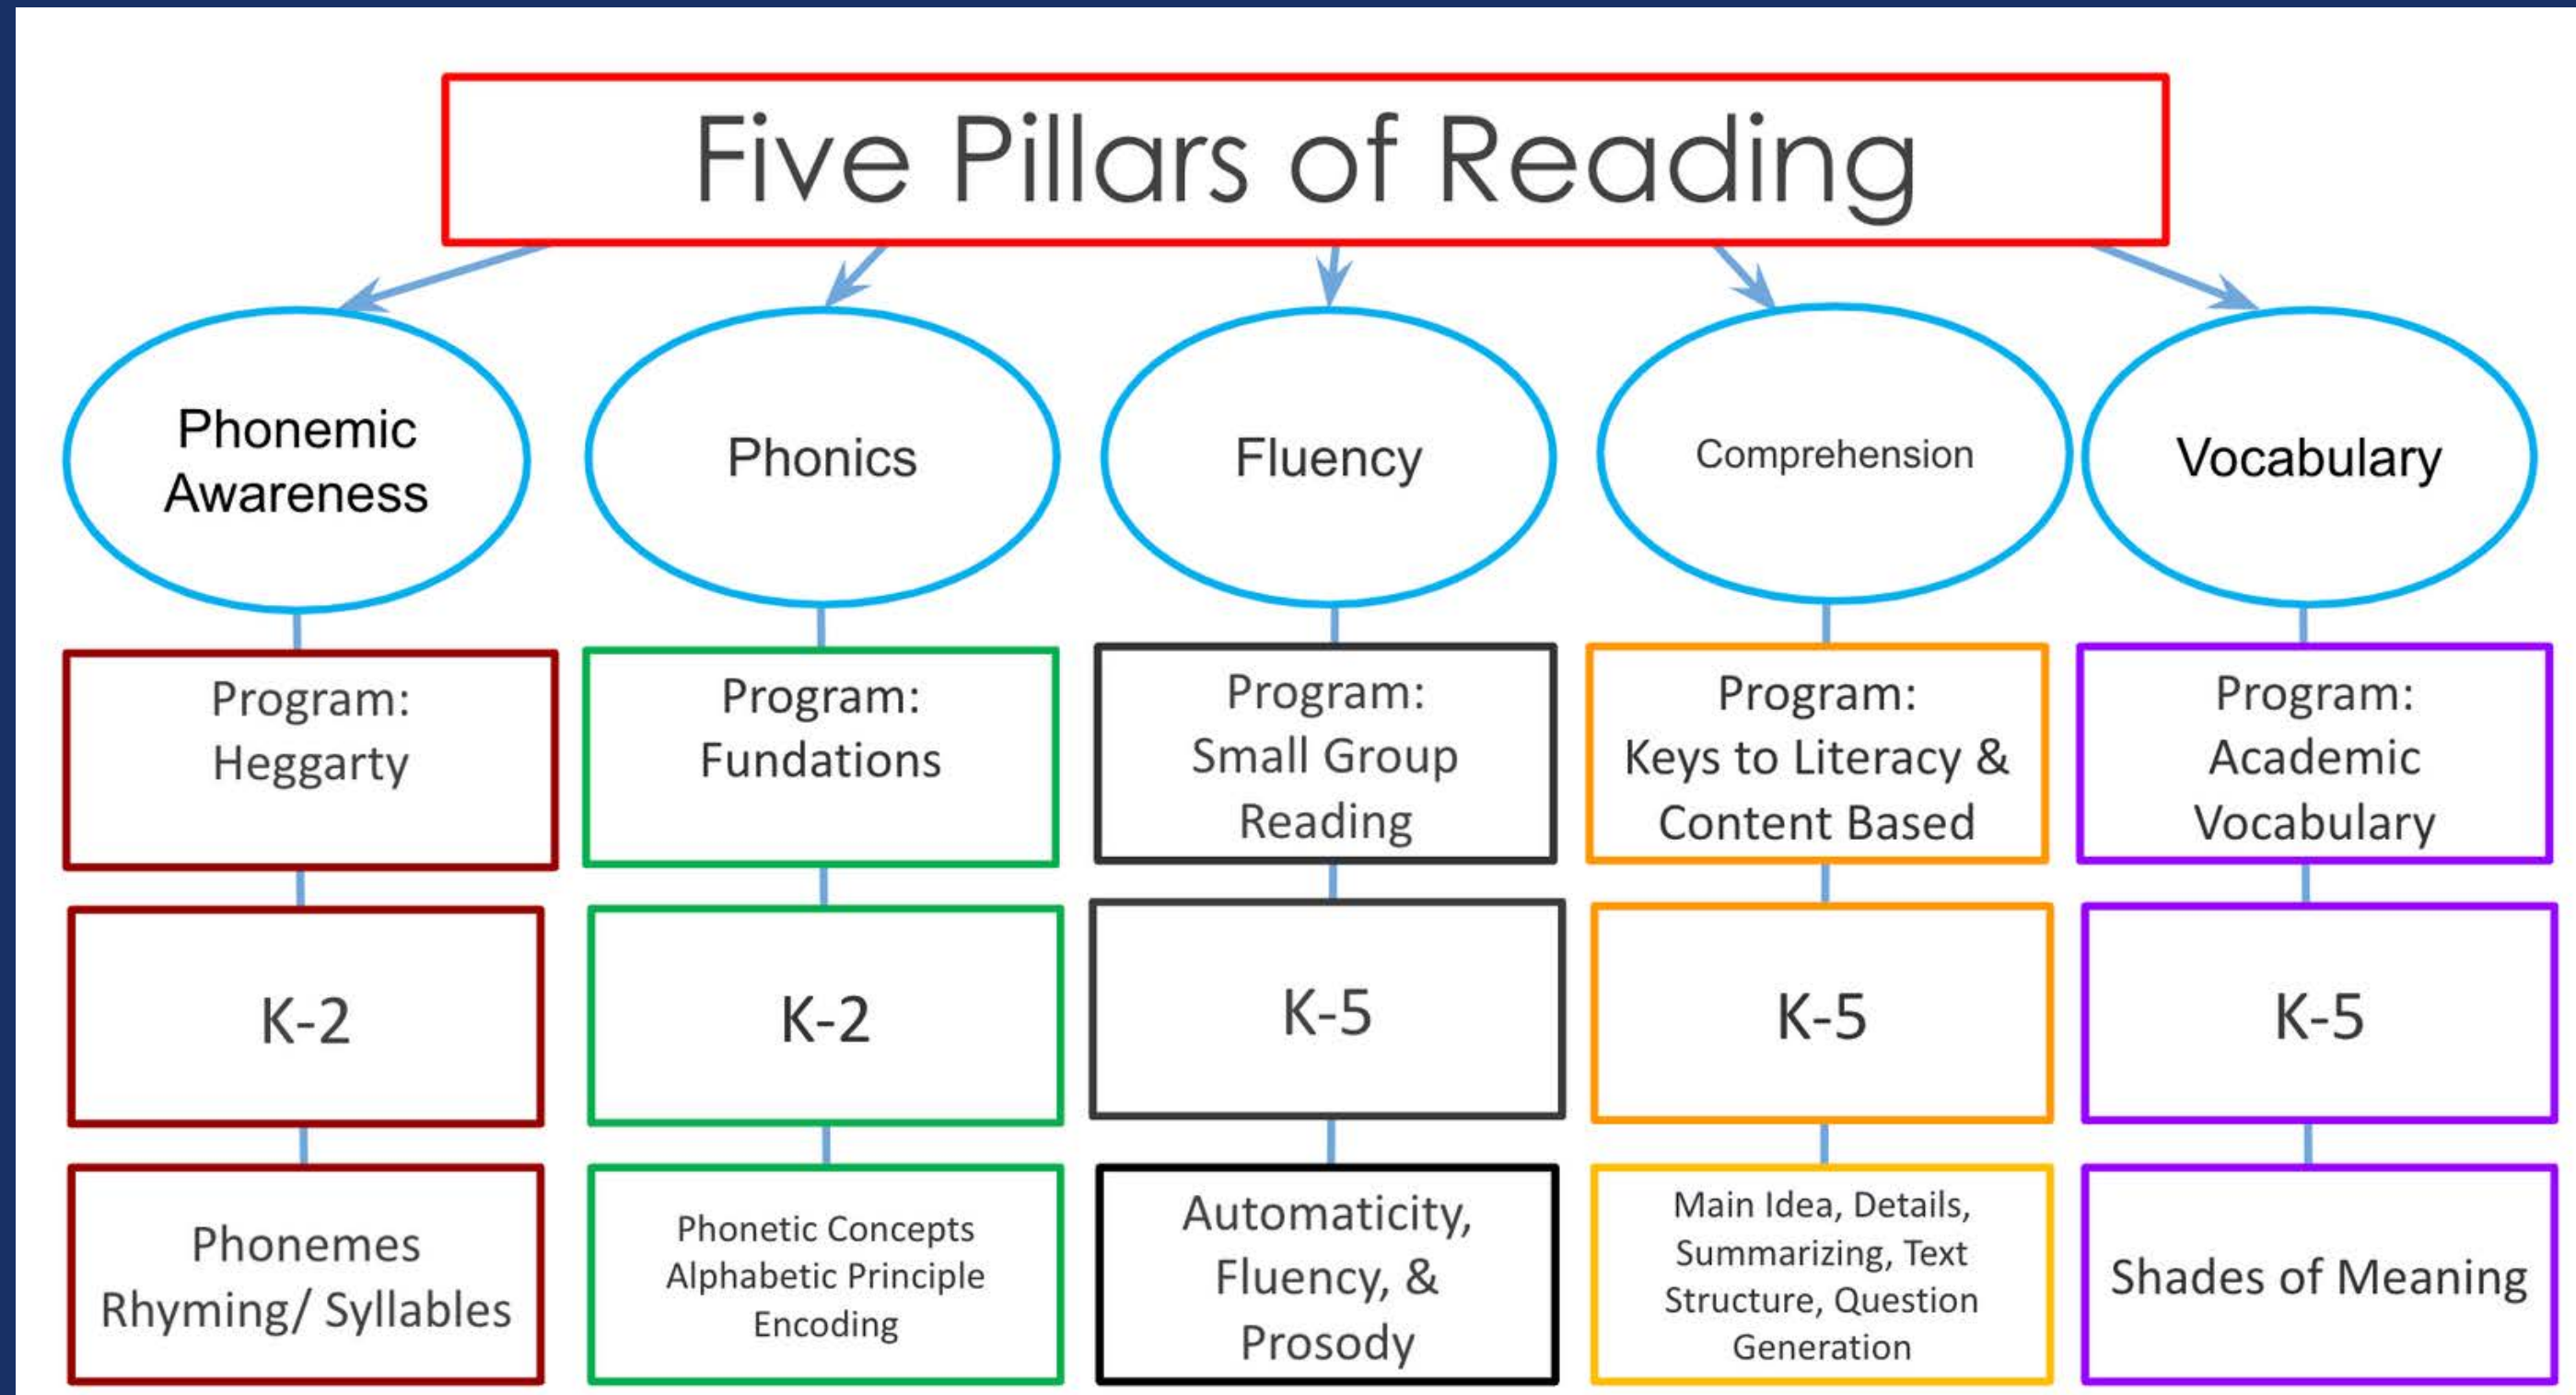 Five Pillars of Reading
Phonemic
Awareness
Phonics
Fluency
Comprehension
Vocabulary
Program:
Heggarty
Program:
Fundations
Program:
Small Group
Reading
Program:
Keys to Literacy &
Content Based
Program:
Academic
Vocabulary
K-2
K-2
K-5
K-5
K-5
Phonemes
Rhyming/ Syllables
Phonetic Concepts
Alphabetic Principle
Encoding
Automaticity,
Fluency, &
Prosody
Main Idea, Details,
Summarizing, Text
Structure, Question
Generation
Shades of Meaning